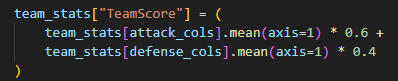 team_stats["TeamScore"] = (
    team_stats[attack_cols].mean(axis=1) * 0.6 +
    team_stats[defense_cols].mean(axis=1) * 0.4
)